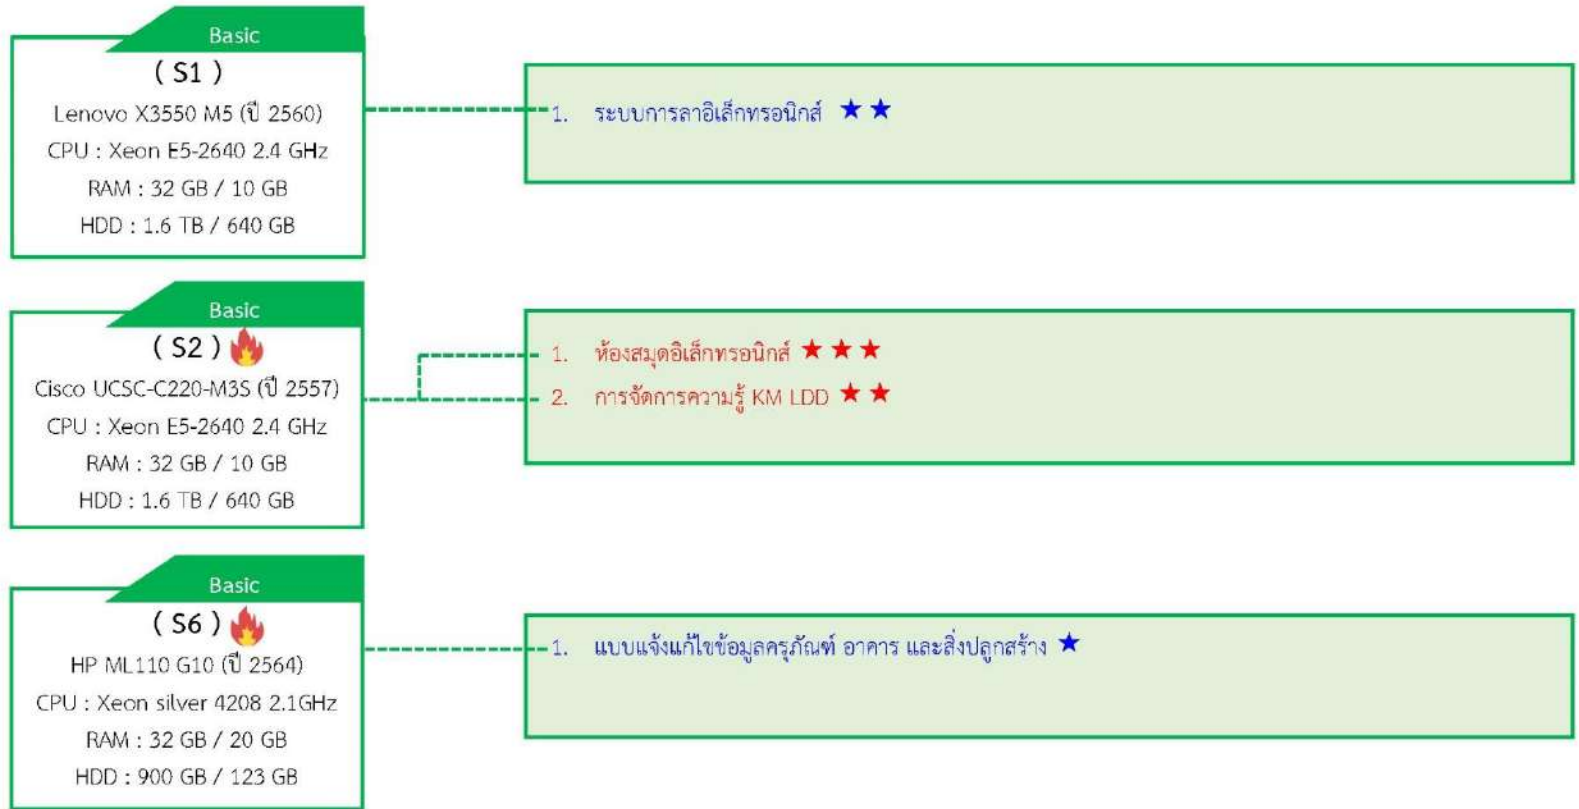 Basic
( S1 )
Lenovo X3550 M5 (ปี 2560)
CPU : Xeon E5-2640 2.4 GHz
RAM : 32 GB / 10 GB
HDD : 1.6 TB / 640 GB
1. ระบบการลาอิเล็กทรอนิกส์ ★ ★
Basic
( S2 )
Cisco UCSC-C220-M3S (ปี 2557)
CPU : Xeon E5-2640 2.4 GHz
RAM : 32 GB / 10 GB
HDD : 1.6 TB / 640 GB
1. ห้องสมุดอิเล็กทรอนิกส์ ★ ★ ★
2. การจัดการความรู้ KM LDD ★ ★
Basic
( S6 )
HP ML110 G10 (ปี 2564)
CPU : Xeon silver 4208 2.1GHz
RAM : 32 GB / 20 GB
HDD : 900 GB / 123 GB
1. แบบแจ้งแก้ไขข้อมูลครุภัณฑ์ อาคาร และสิ่งปลูกสร้าง ★